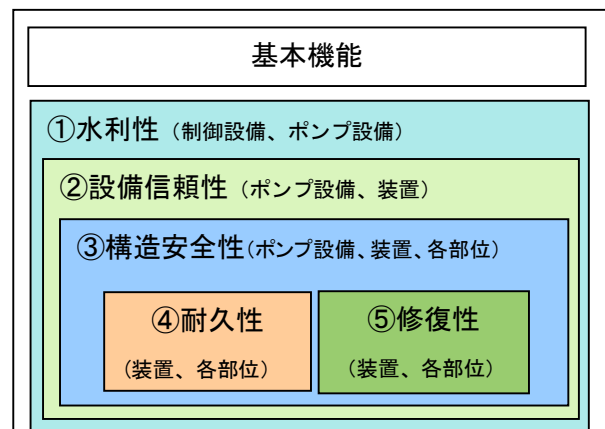 基本機能
①水利性（制御設備、ポンプ設備）
②設備信頼性（ポンプ設備、装置）
③構造安全性(ポンプ設備、装置、各部位)
④耐久性
（装置、各部位）
⑤修復性
（装置、各部位）